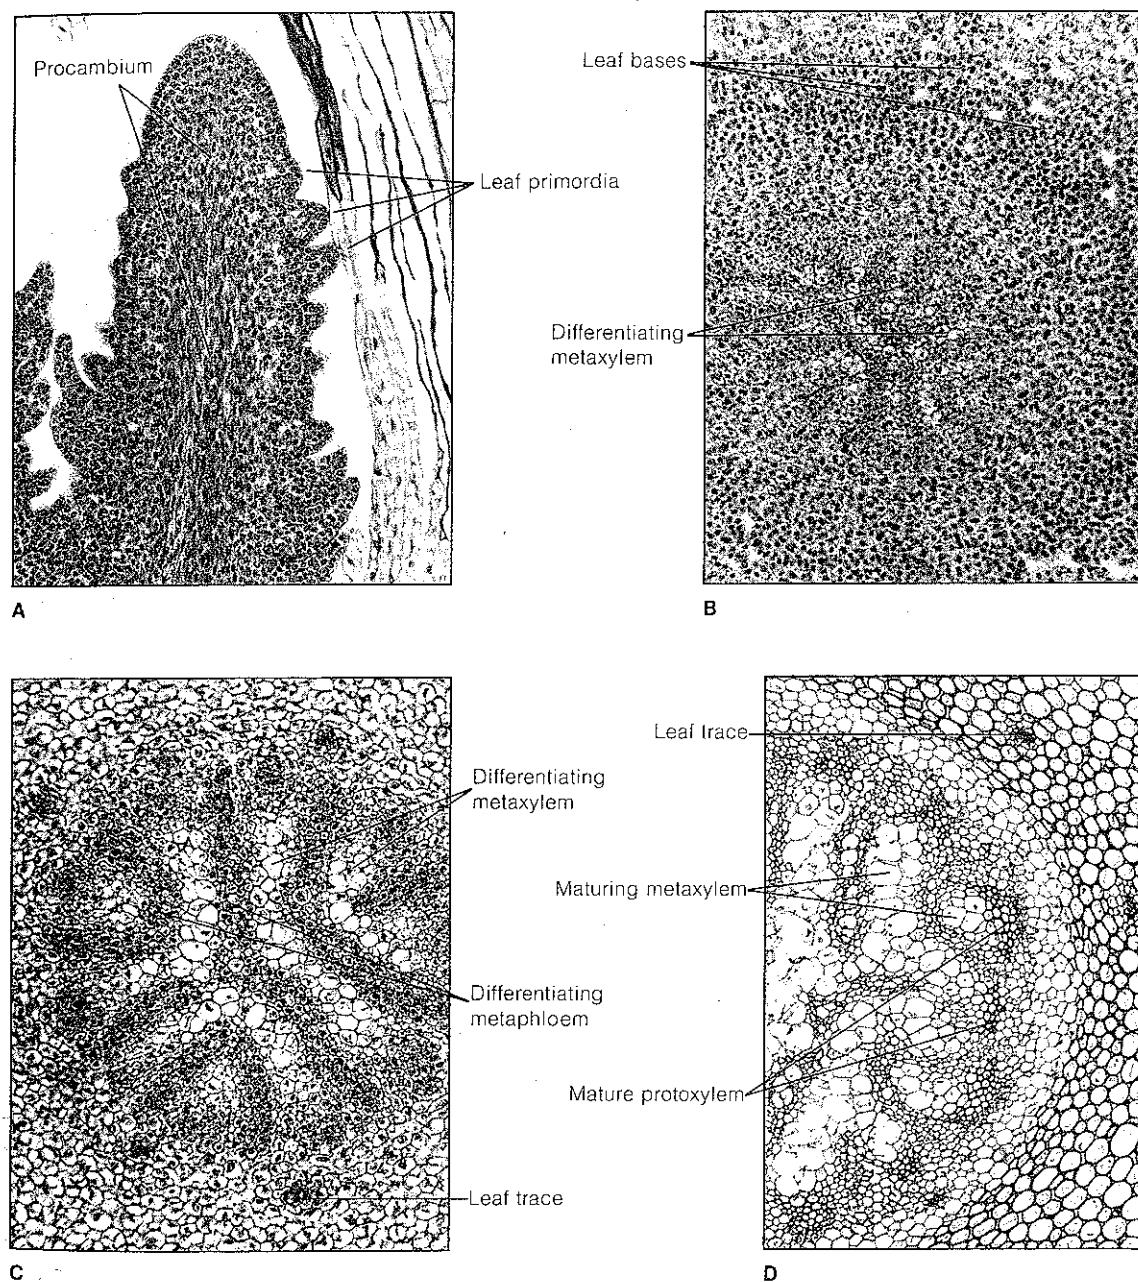 Procambium
Leaf primordia
A
Leaf bases
Differentiating
metaxylem
B
Differentiating
metaxylem
Differentiating
metaphloem
Leaf trace
C
Leaf trace
Maturing metaxylem
Mature protoxylem
D